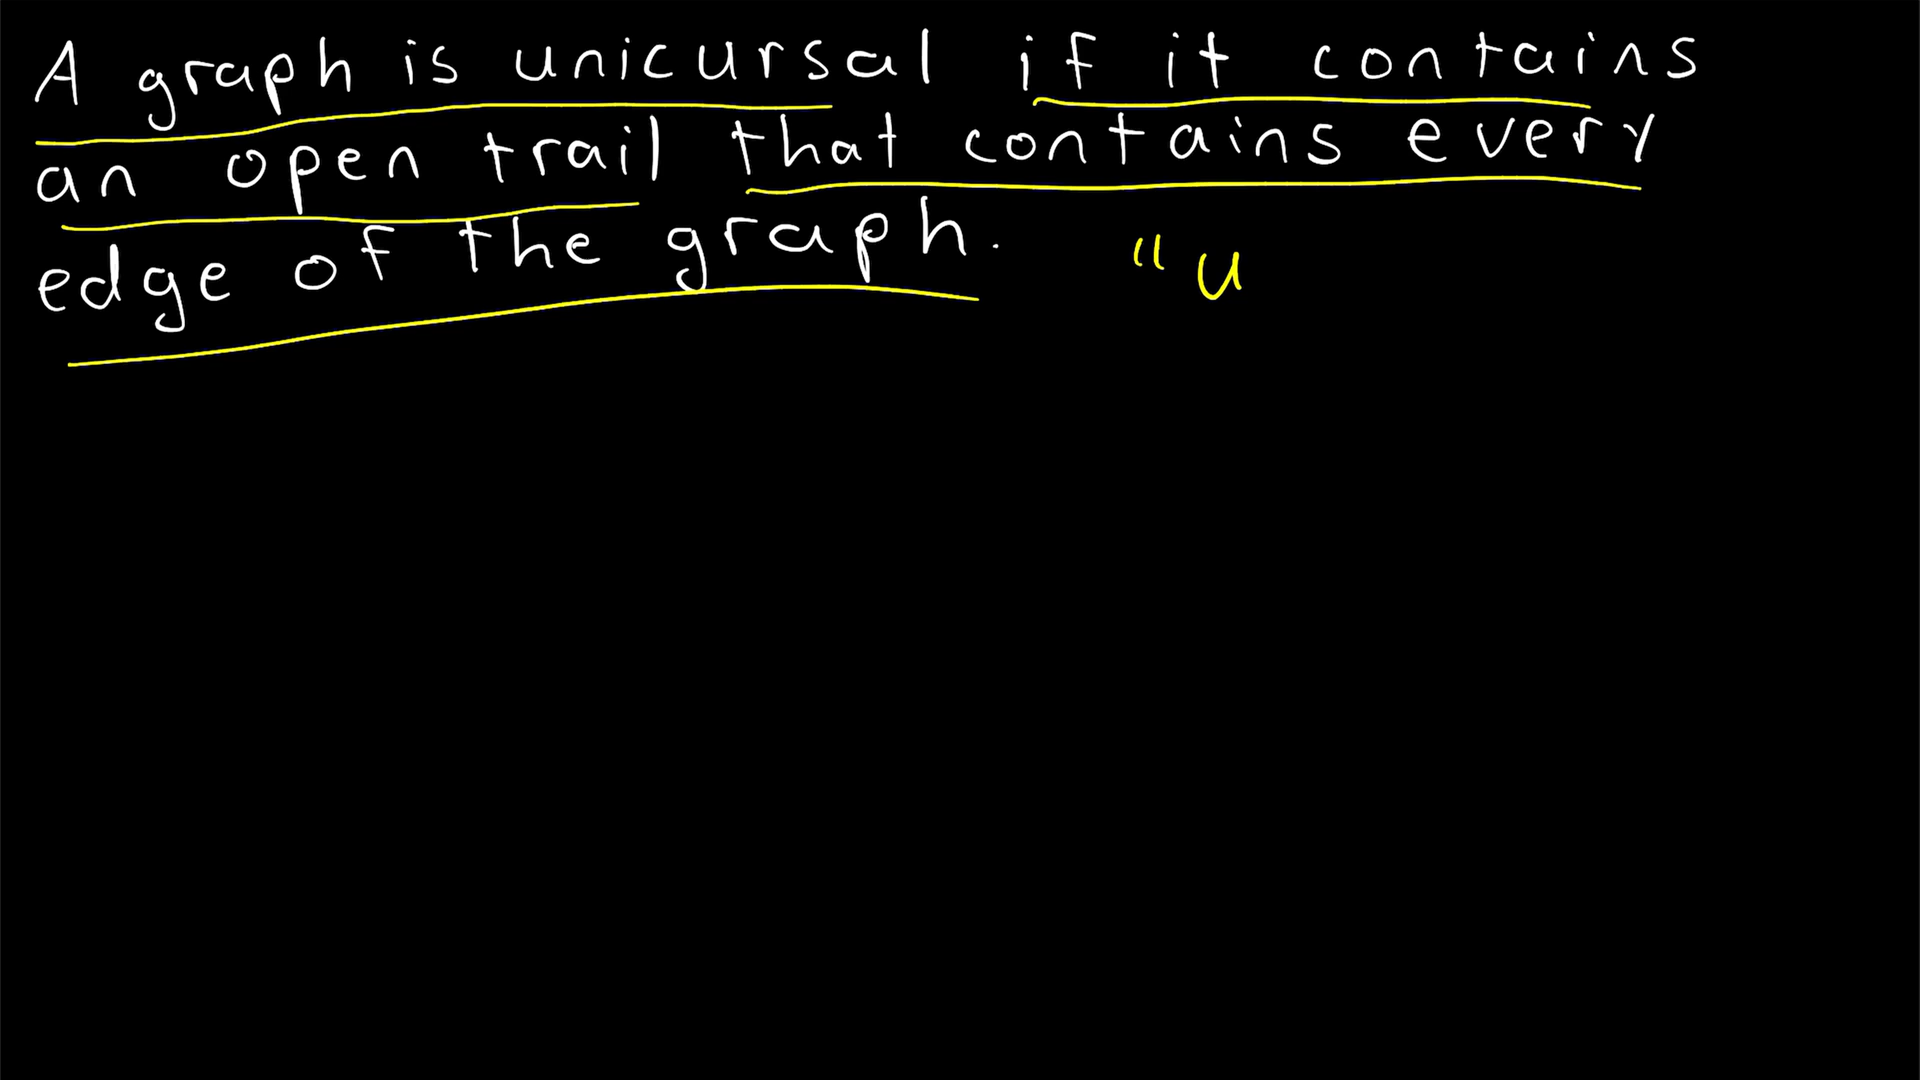 A graph is unicursal if it contains
an open trail that contains every
edge of the graph. "u